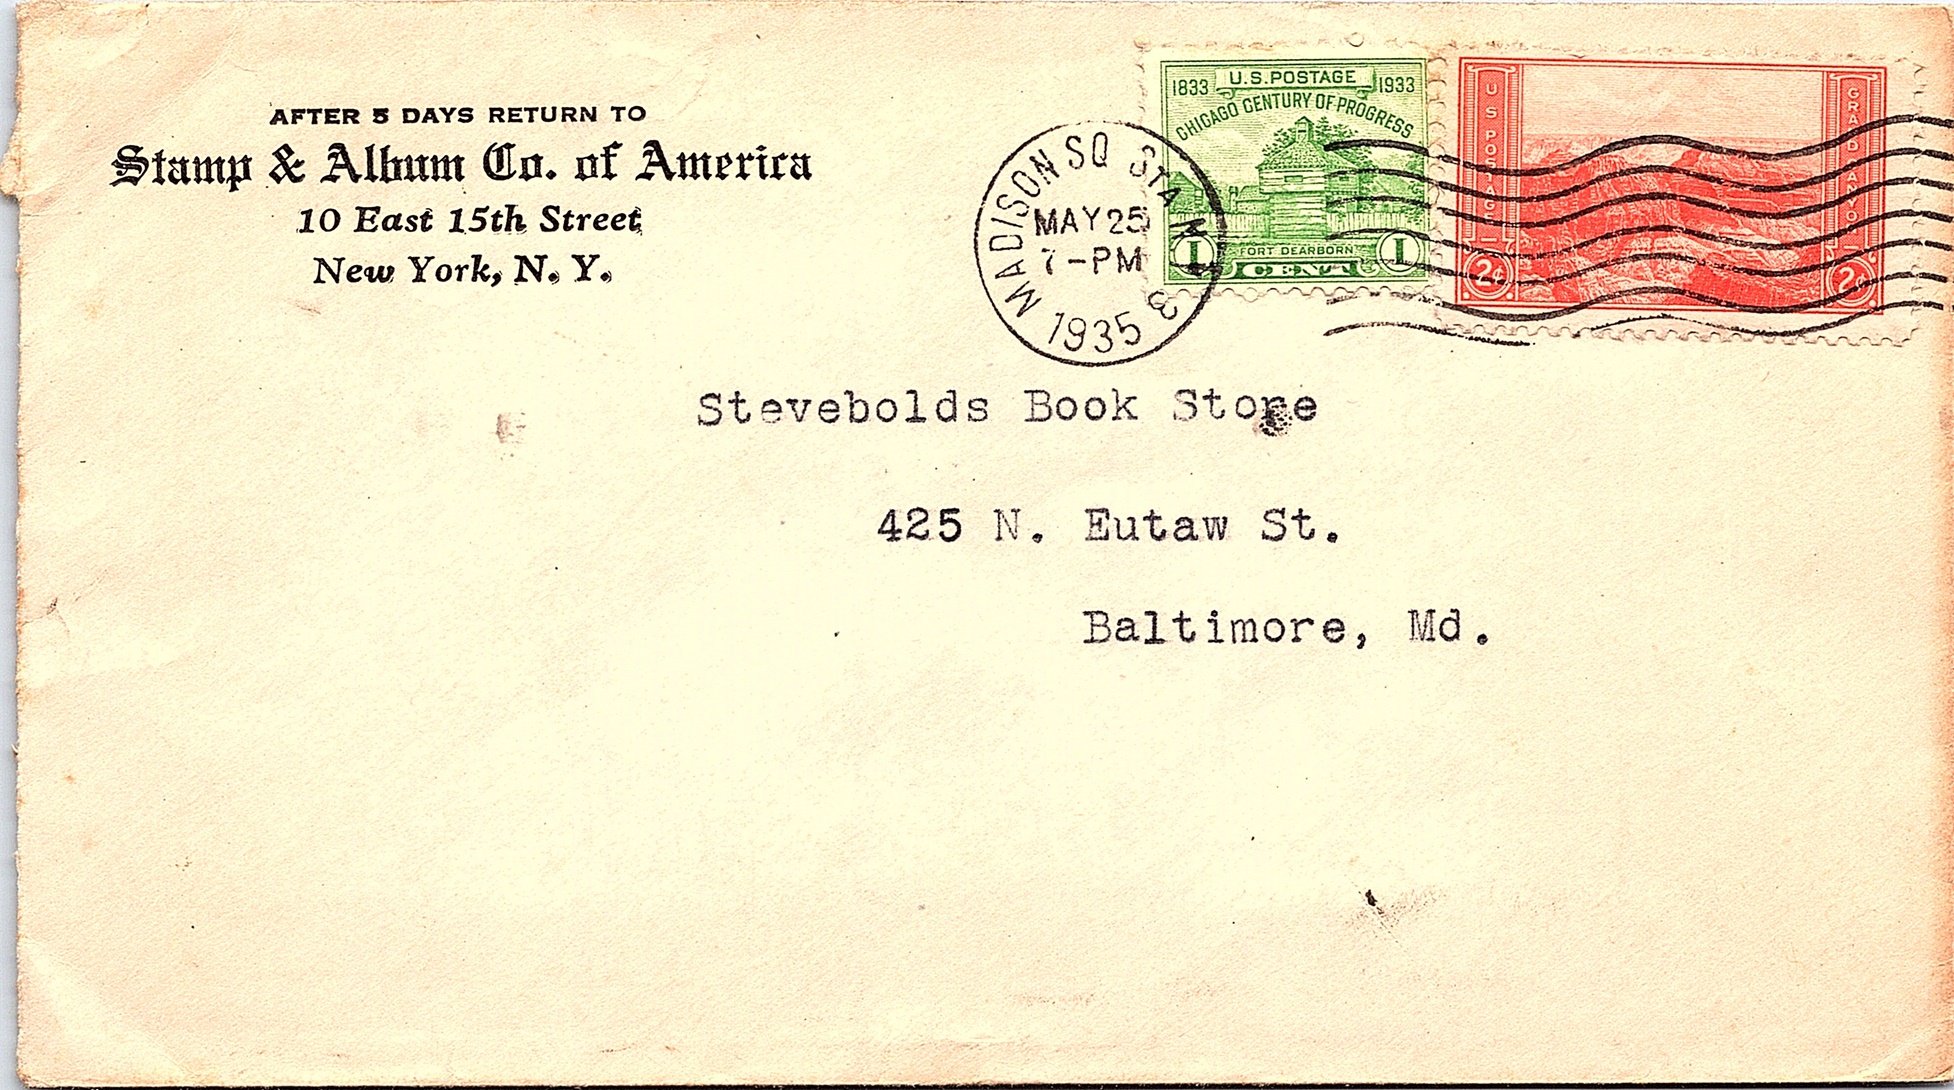 AFTER 5 DAYS RETURN TO
Stamp & Album Co. of America
10 East 15th Street
New York, N. Y.
MADISON SQ STA N Y
MAY 25
7-PM
1935
1833 U.S. POSTAGE 1933
CHICAGO CENTURY OF PROGRESS
FORT DEARBORN
1 CENT 1
U S POSTAGE
GRAND CANYON
2¢ 2¢
Stevebolds Book Store
425 N. Eutaw St.
Baltimore, Md.